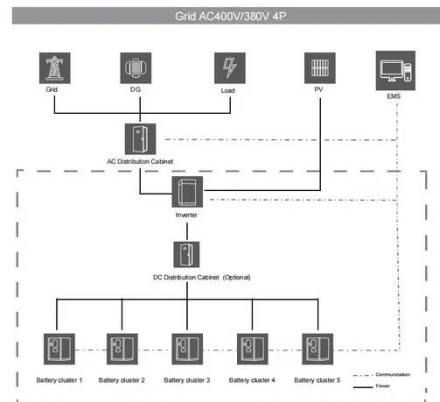 Grid AC400V/380V 4P
Grid
DG
Load
PV
EMS
AC Distribution Cabinet
Inverter
DC Distribution Cabinet (Optional)
Battery cluster 1
Battery cluster 2
Battery cluster 3
Battery cluster 4
Battery cluster 5
Communication
Power